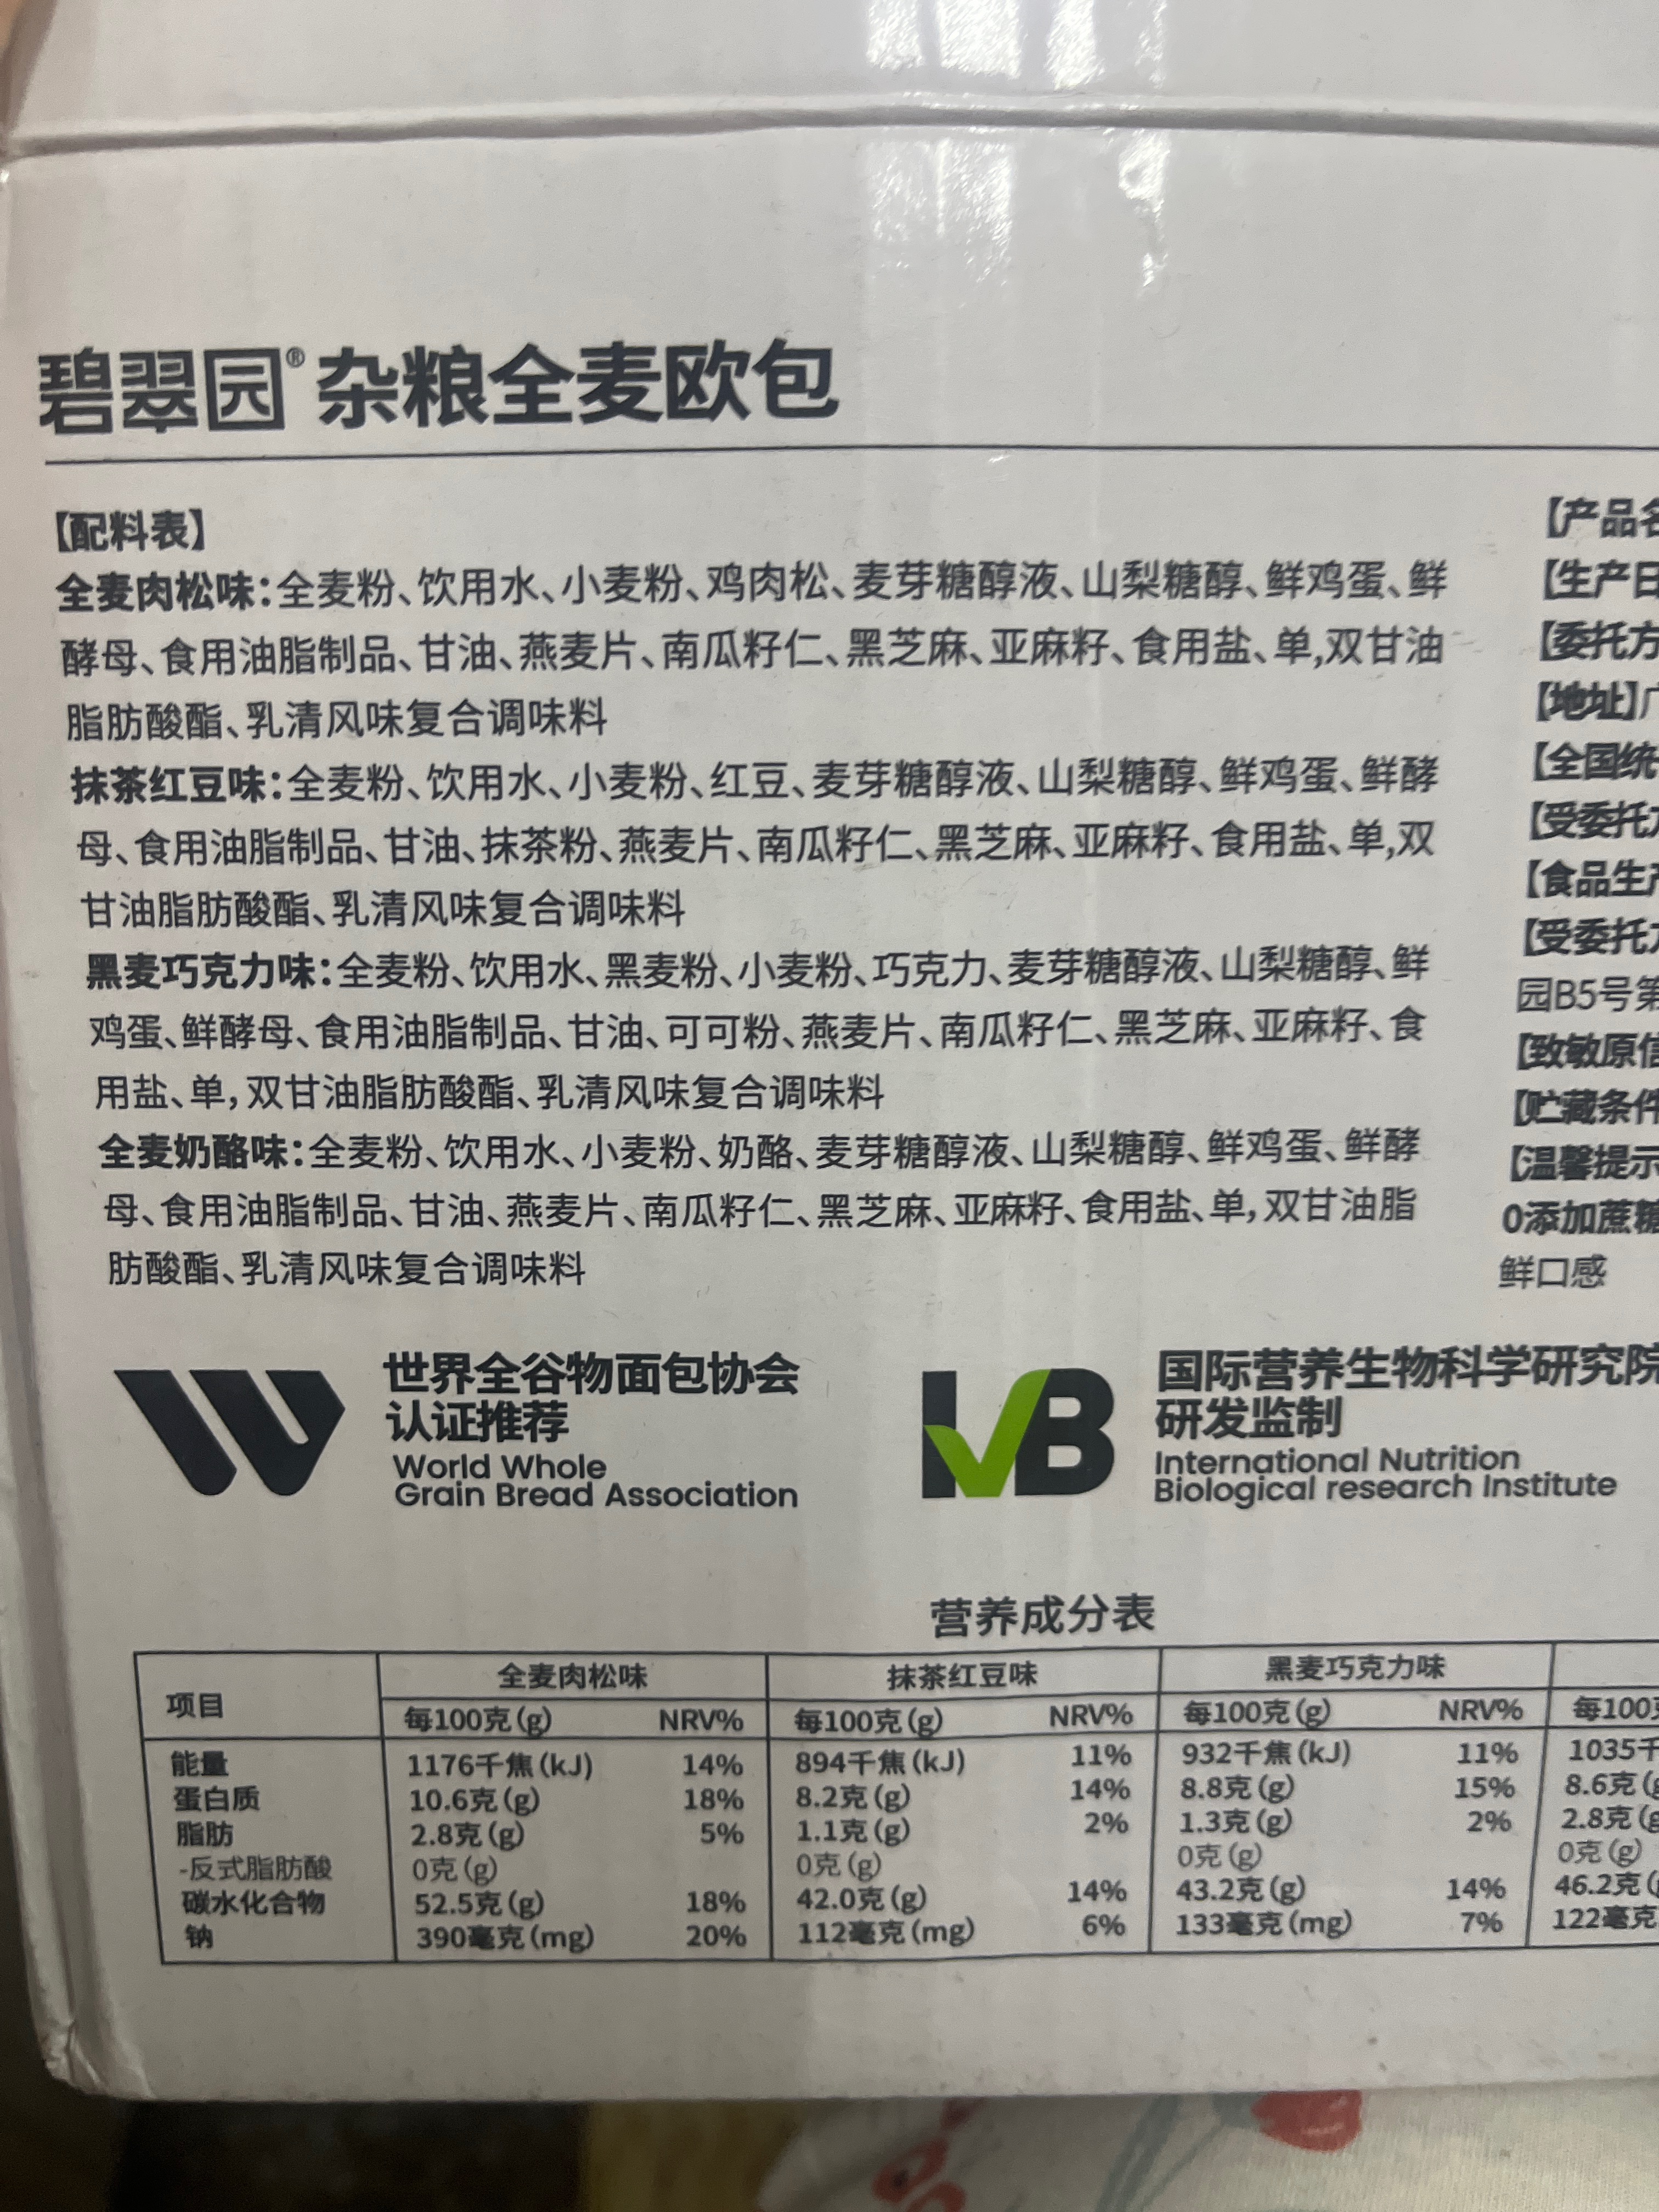 碧翠园® 杂粮全麦欧包
【配料表】
全麦肉松味：全麦粉、饮用水、小麦粉、鸡肉松、麦芽糖醇液、山梨糖醇、鲜鸡蛋、鲜
酵母、食用油脂制品、甘油、燕麦片、南瓜籽仁、黑芝麻、亚麻籽、食用盐、单,双甘油
脂肪酸酯、乳清风味复合调味料
抹茶红豆味：全麦粉、饮用水、小麦粉、红豆、麦芽糖醇液、山梨糖醇、鲜鸡蛋、鲜酵
母、食用油脂制品、甘油、抹茶粉、燕麦片、南瓜籽仁、黑芝麻、亚麻籽、食用盐、单,双
甘油脂肪酸酯、乳清风味复合调味料
黑麦巧克力味：全麦粉、饮用水、黑麦粉、小麦粉、巧克力、麦芽糖醇液、山梨糖醇、鲜
鸡蛋、鲜酵母、食用油脂制品、甘油、可可粉、燕麦片、南瓜籽仁、黑芝麻、亚麻籽、食
用盐、单，双甘油脂肪酸酯、乳清风味复合调味料
全麦奶酪味：全麦粉、饮用水、小麦粉、奶酪、麦芽糖醇液、山梨糖醇、鲜鸡蛋、鲜酵
母、食用油脂制品、甘油、燕麦片、南瓜籽仁、黑芝麻、亚麻籽、食用盐、单，双甘油脂
肪酸酯、乳清风味复合调味料
【产品名
【生产日
【委托方
【地址】广
【全国统
【受委托方
【食品生产
【受委托方
园B5号第
【致敏原信
【贮藏条件
【温馨提示
0添加蔗糖
鲜口感
世界全谷物面包协会
认证推荐
World Whole
Grain Bread Association
国际营养生物科学研究院
研发监制
International Nutrition
Biological research Institute
营养成分表
项目 全麦肉松味 抹茶红豆味 黑麦巧克力味
每100克(g) NRV% 每100克(g) NRV% 每100克(g) NRV% 每100克
能量 1176千焦(kJ) 14% 894千焦(kJ) 11% 932千焦(kJ) 11% 1035千
蛋白质 10.6克(g) 18% 8.2克(g) 14% 8.8克(g) 15% 8.6克(g
脂肪 2.8克(g) 5% 1.1克(g) 2% 1.3克(g) 2% 2.8克(g
-反式脂肪酸 0克(g) 0克(g) 0克(g) 0克(g)
碳水化合物 52.5克(g) 18% 42.0克(g) 14% 43.2克(g) 14% 46.2克(
钠 390毫克(mg) 20% 112毫克(mg) 6% 133毫克(mg) 7% 122毫克